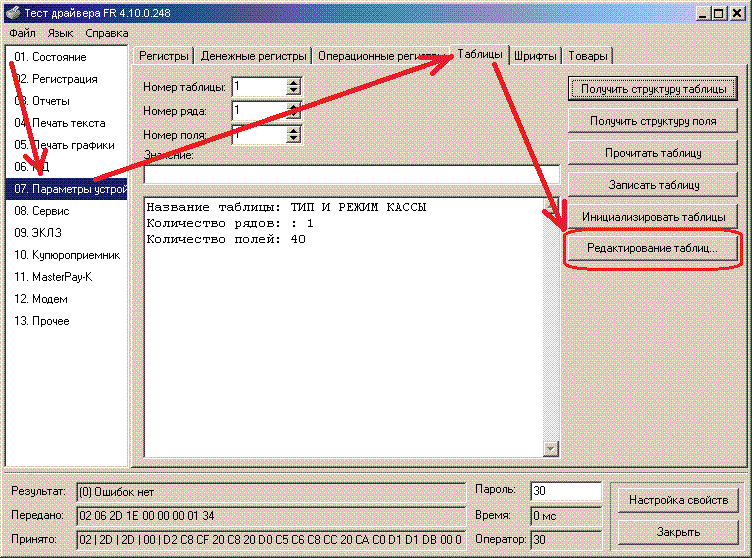 Тест драйвера FR 4.10.0.248
Файл Язык Справка
01. Состояние
02. Регистрация
03. Отчеты
04. Печать текста
05. Печать графики
06.
07. Параметры устрой
08. Сервис
09. ЭКЛЗ
10. Купюроприемник
11. MasterPay-K
12. Модем
13. Прочее
Регистры Денежные регистры Операционные регистры Таблицы Шрифты Товары
Номер таблицы: 1
Номер ряда: 1
Номер поля: 1
Значение:
Название таблицы: ТИП И РЕЖИМ КАССЫ
Количество рядов: : 1
Количество полей: 40
Получить структуру таблицы
Получить структуру поля
Прочитать таблицу
Записать таблицу
Инициализировать таблицы
Редактирование таблиц...
Результат: (0) Ошибок нет
Передано: 02 06 2D 1E 00 00 00 01 34
Принято: 02 | 2D | 2D | 00 | D2 C8 CF 20 C8 20 D0 C5 C6 C8 CC 20 CA C0 D1 D1 DB 00 0
Пароль: 30
Время: 0 мс
Оператор: 30
Настройка свойств
Закрыть